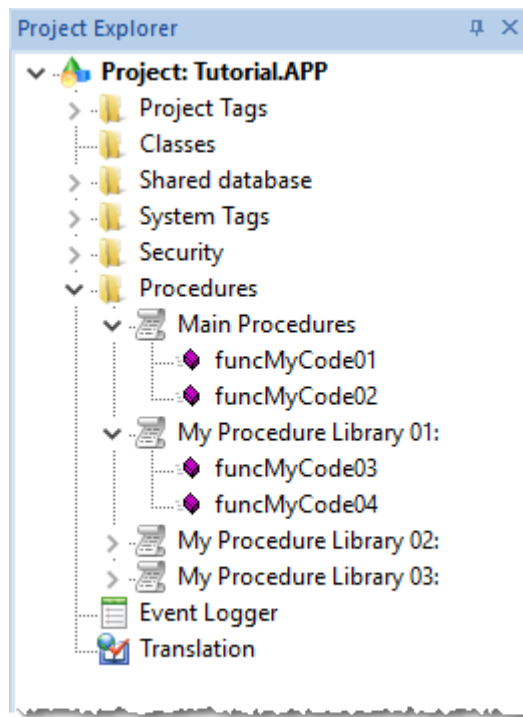 Project Explorer
Project: Tutorial.APP
Project Tags
Classes
Shared database
System Tags
Security
Procedures
Main Procedures
funcMyCode01
funcMyCode02
My Procedure Library 01:
funcMyCode03
funcMyCode04
My Procedure Library 02:
My Procedure Library 03:
Event Logger
Translation